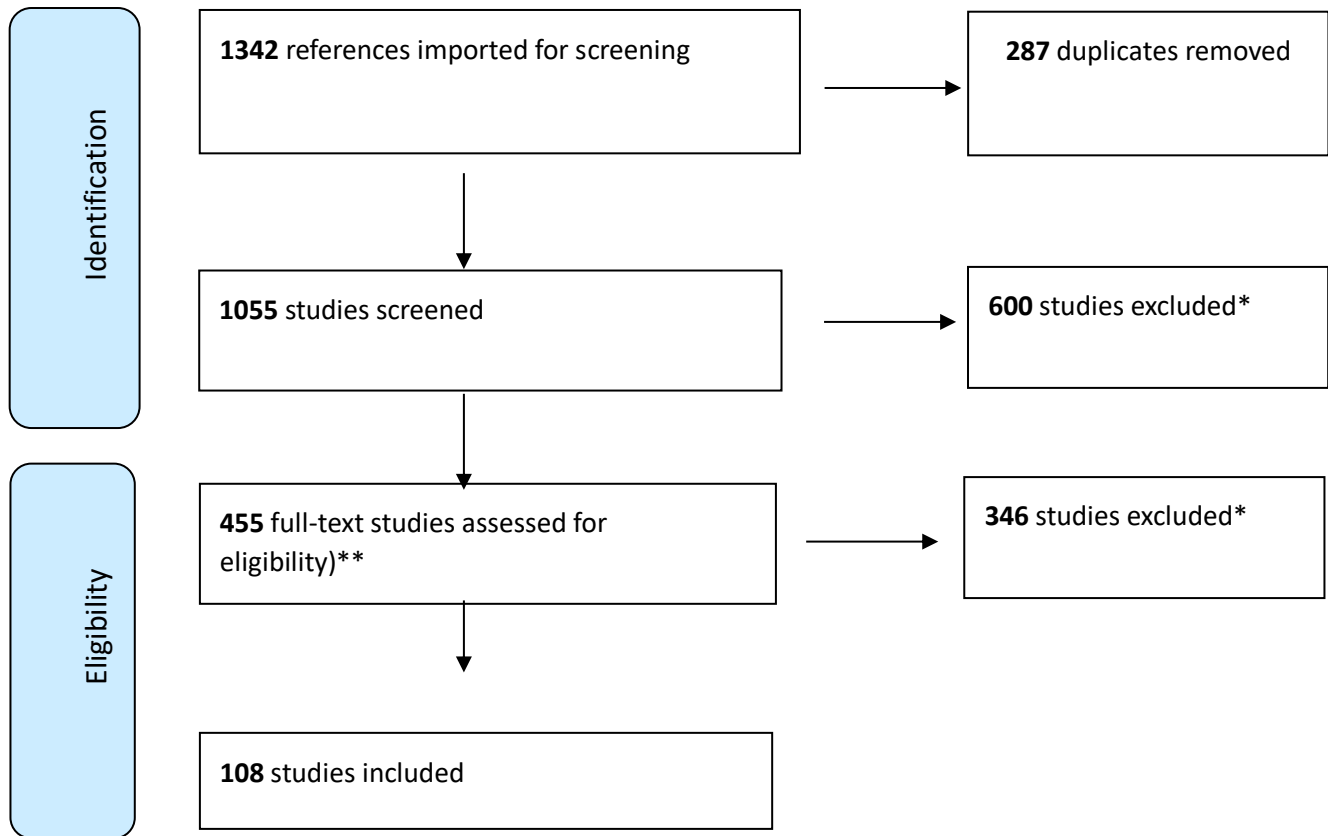 Identification
1342 references imported for screening
287 duplicates removed
1055 studies screened
600 studies excluded*
Eligibility
455 full-text studies assessed for
eligibility)**
346 studies excluded*
108 studies included